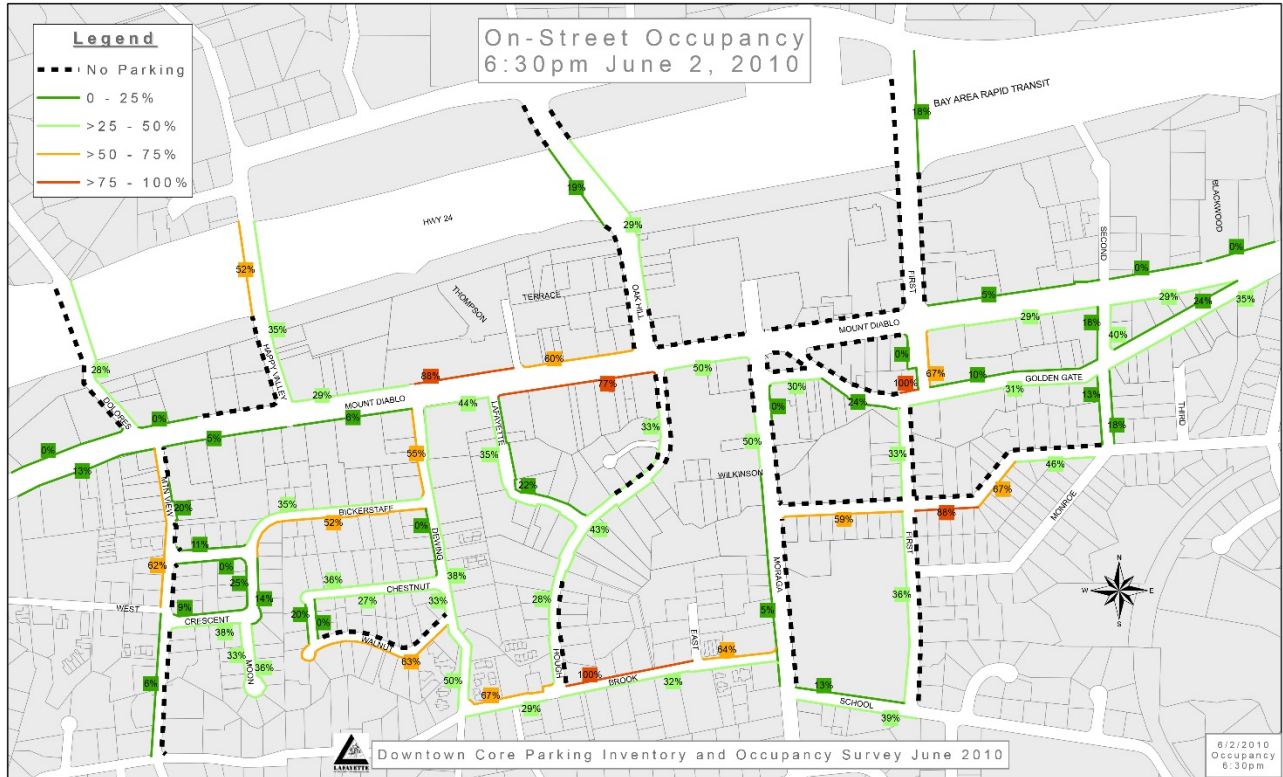 Legend
No Parking
0 - 25%
>25 - 50%
>50 - 75%
>75 - 100%
On-Street Occupancy
6:30pm June 2, 2010
BAY AREA RAPID TRANSIT
18%
19%
29%
HWY 24
52%
35%
28%
DOLORES
HAPPY VALLEY
THOMPSON
TERRACE
OAK HILL
FIRST
SECOND
BLACKWOOD
0%
0%
5%
29%
29%
24%
35%
MOUNT DIABLO
18%
40%
60%
88%
77%
50%
0%
67%
100%
10%
31%
GOLDEN GATE
30%
24%
0%
13%
18%
THIRD
29%
MOUNT DIABLO
44%
LAFAYETTE
6%
0%
5%
0%
13%
33%
35%
22%
55%
50%
33%
WILKINSON
46%
67%
MONROE
MTN VIEW
20%
35%
BICKERSTAFF
52%
0%
DEWING
43%
59%
88%
FIRST
11%
0%
62%
25%
14%
36%
CHESTNUT
27%
38%
33%
28%
MORAGA
36%
WEST
9%
CRESCENT
38%
20%
0%
WALNUT
63%
5%
EAST
33%
36%
MOON
HOUGH
64%
100%
BROOK
32%
50%
67%
29%
6%
13%
SCHOOL
39%
N
W
E
S
LAFAYETTE
Downtown Core Parking Inventory and Occupancy Survey June 2010
6/2/2010
Occupancy
6:30pm